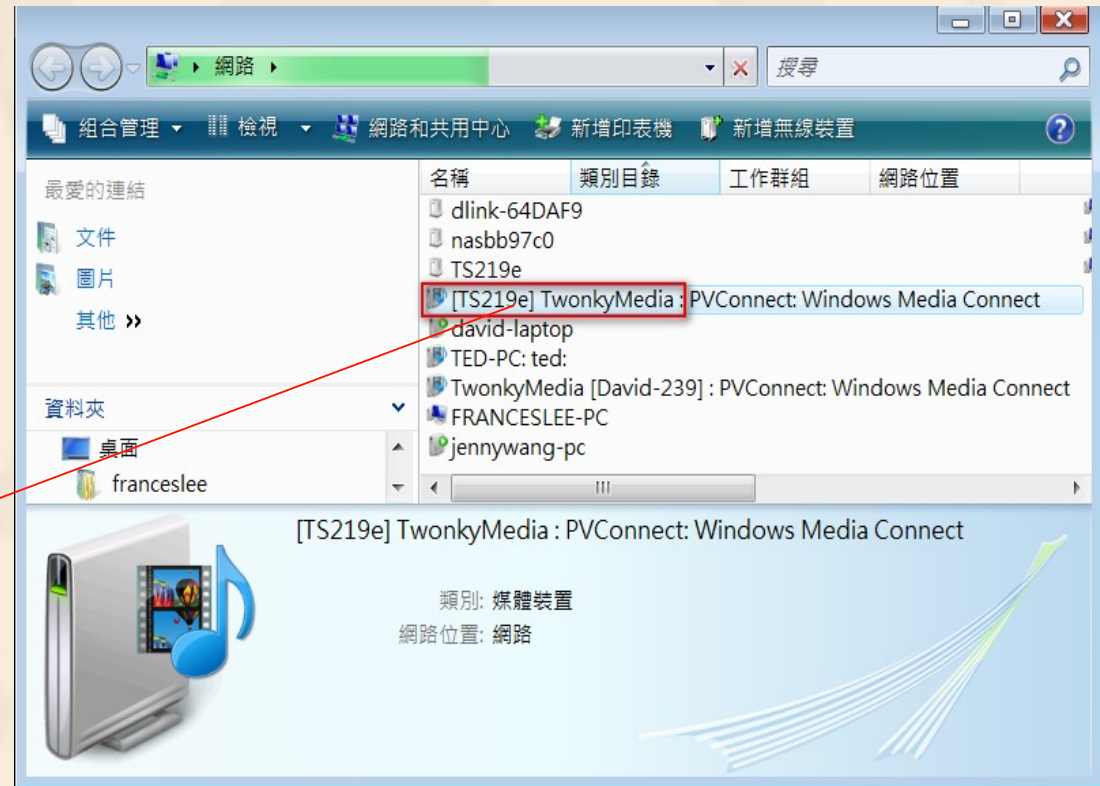 網路
搜尋
組合管理 檢視 網路和共用中心 新增印表機 新增無線裝置
最愛的連結
文件
圖片
其他
資料夾
桌面
franceslee
名稱 類別目錄 工作群組 網路位置
dlink-64DAF9
nasbb97c0
TS219e
[TS219e] TwonkyMedia : PVConnect: Windows Media Connect
david-laptop
TED-PC: ted:
TwonkyMedia [David-239] : PVConnect: Windows Media Connect
FRANCESLEE-PC
jennywang-pc
[TS219e] TwonkyMedia : PVConnect: Windows Media Connect
類別: 媒體裝置
網路位置: 網路